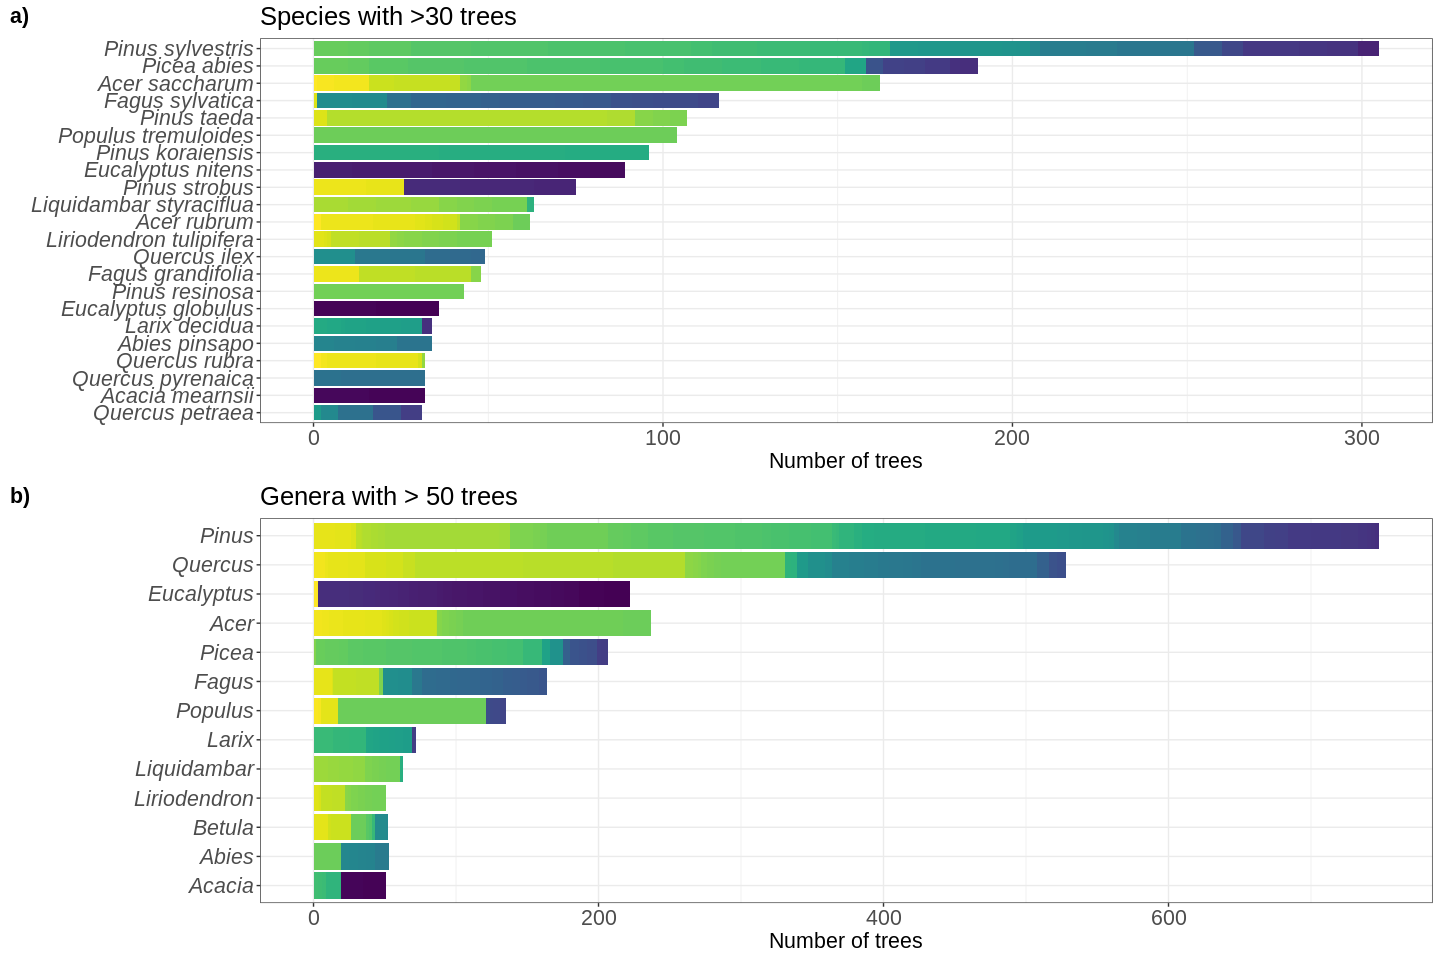 a)
Species with >30 trees
Pinus sylvestris
Picea abies
Acer saccharum
Fagus sylvatica
Pinus taeda
Populus tremuloides
Pinus koraiensis
Eucalyptus nitens
Pinus strobus
Liquidambar styraciflua
Acer rubrum
Liriodendron tulipifera
Quercus ilex
Fagus grandifolia
Pinus resinosa
Eucalyptus globulus
Larix decidua
Abies pinsapo
Quercus rubra
Quercus pyrenaica
Acacia mearnsii
Quercus petraea
0 100 200 300
Number of trees
b)
Genera with > 50 trees
Pinus
Quercus
Eucalyptus
Acer
Picea
Fagus
Populus
Larix
Liquidambar
Liriodendron
Betula
Abies
Acacia
0 200 400 600
Number of trees